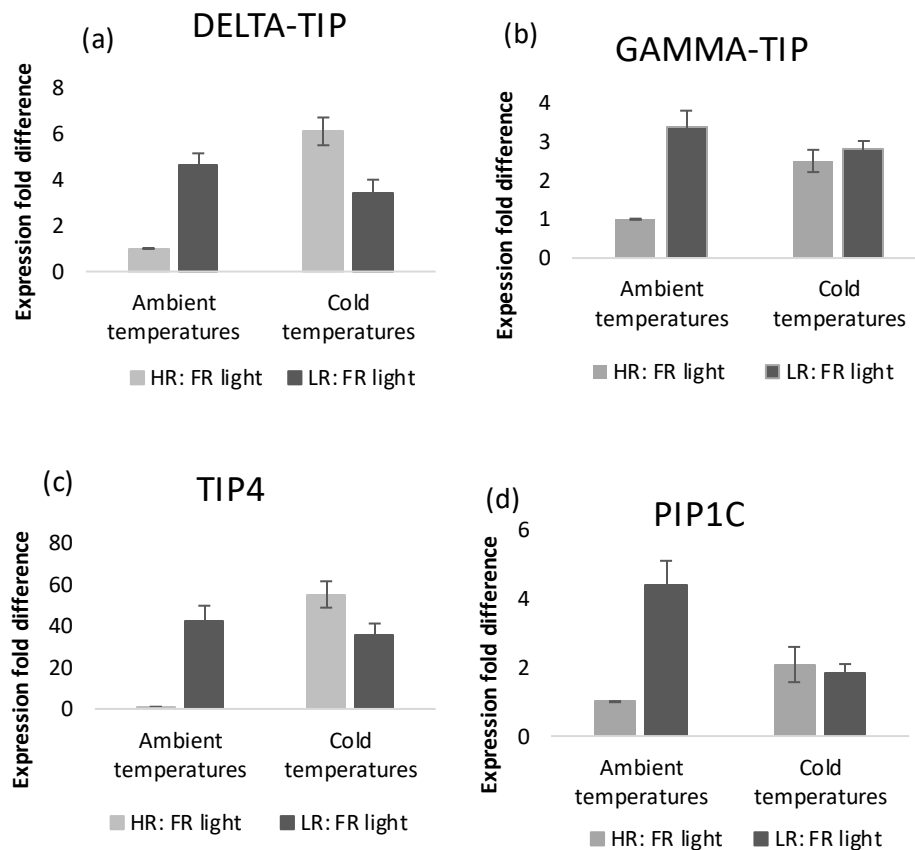 (a)
DELTA-TIP
Expression fold difference
8
6
4
2
0
Ambient
temperatures
Cold
temperatures
HR: FR light
LR: FR light
(b)
GAMMA-TIP
Expession fold difference
4
3
2
1
0
Ambient
temperatures
Cold
temperatures
HR: FR light
LR: FR light
(c)
TIP4
Expression fold difference
80
60
40
20
0
Ambient
temperatures
Cold
temperatures
HR: FR light
LR: FR light
(d)
PIP1C
Expression fold difference
6
4
2
0
Ambient
temperatures
Cold
temperatures
HR: FR light
LR: FR light